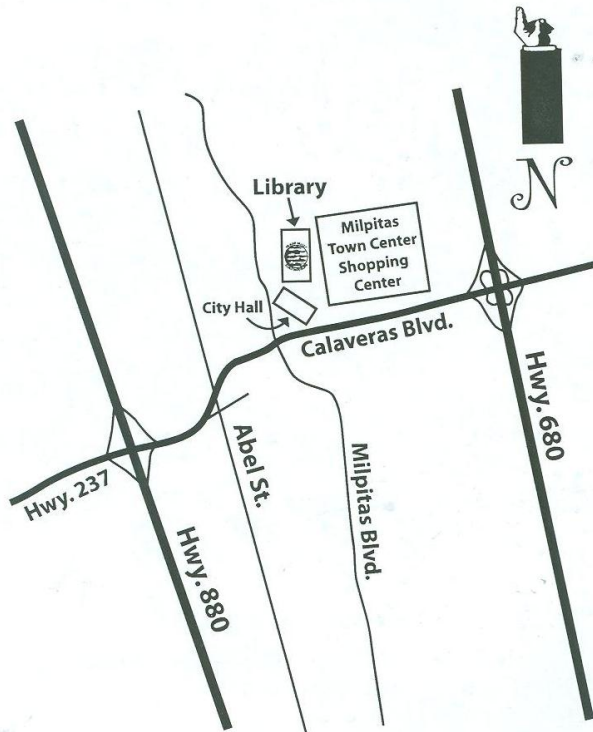 N
Library
Milpitas
Town Center
Shopping
Center
City Hall
Calaveras Blvd.
Hwy. 680
Abel St.
Milpitas Blvd.
Hwy. 237
Hwy. 880